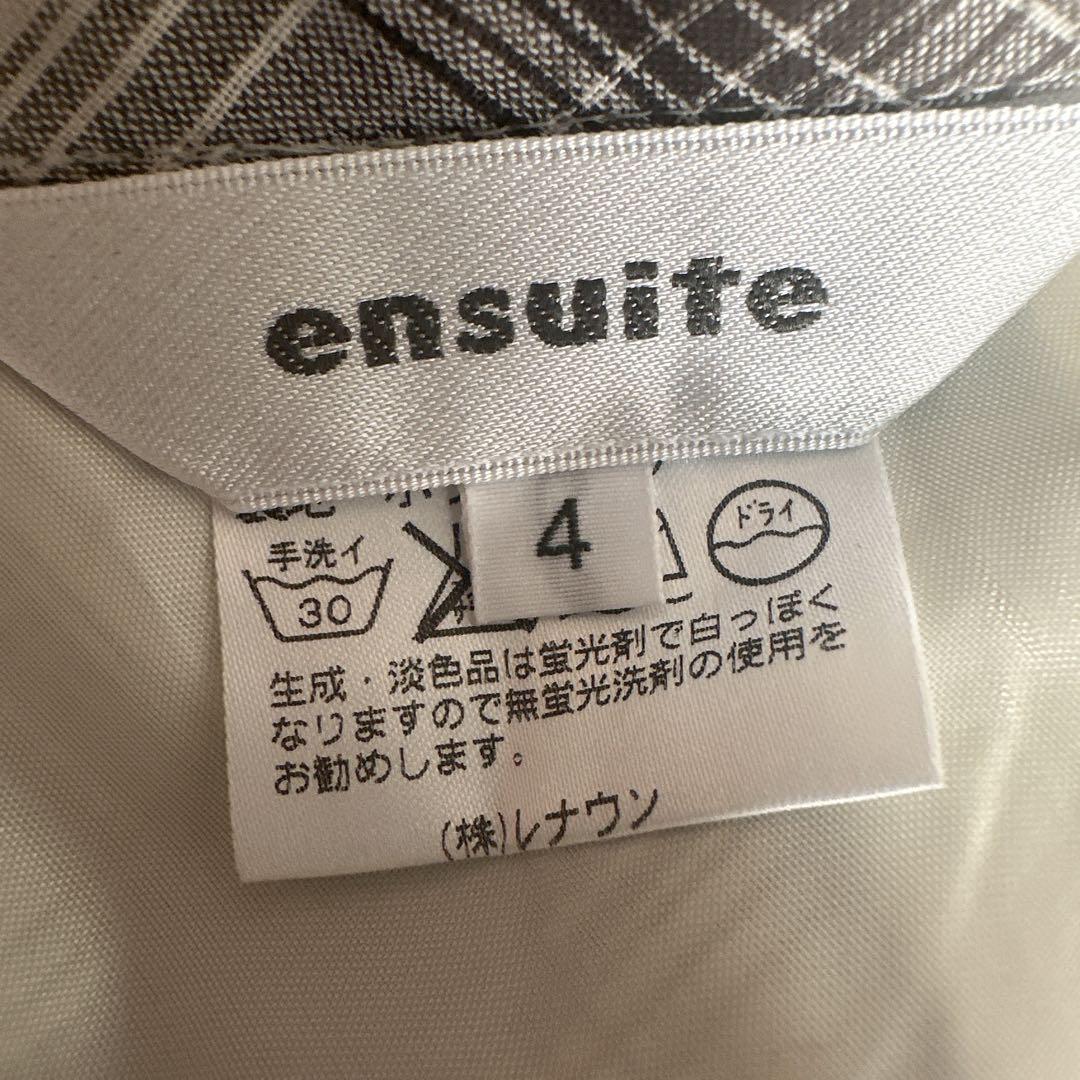 ensuite
4
手洗イ
30
ドライ
生成・淡色品は蛍光剤で白っぽく
なりますので無蛍光洗剤の使用を
お勧めします。
(株)レナウン